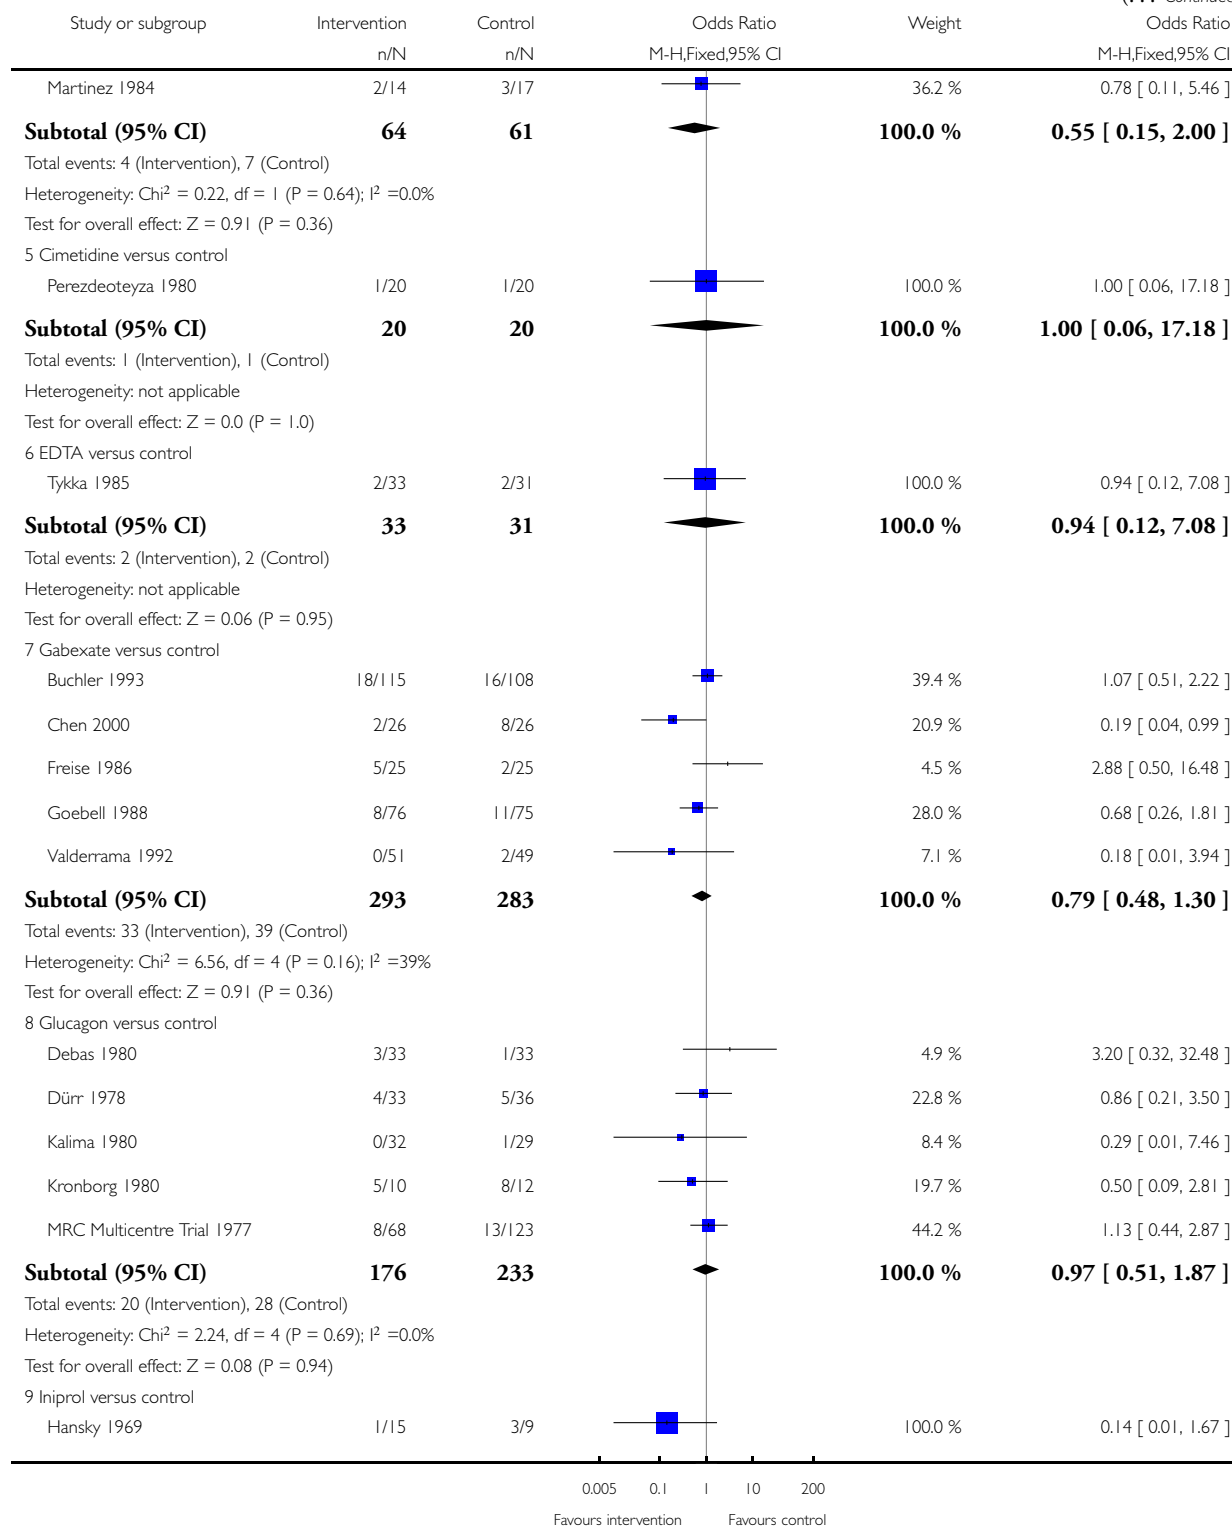 (. . . Continued
Study or subgroup Intervention Control Odds Ratio Weight Odds Ratio
n/N n/N M-H,Fixed,95% CI M-H,Fixed,95% CI
Martinez 1984 2/14 3/17 36.2 % 0.78 [ 0.11, 5.46 ]
Subtotal (95% CI) 64 61 100.0 % 0.55 [ 0.15, 2.00 ]
Total events: 4 (Intervention), 7 (Control)
Heterogeneity: Chi² = 0.22, df = 1 (P = 0.64); I² =0.0%
Test for overall effect: Z = 0.91 (P = 0.36)
5 Cimetidine versus control
Perezdeoteyza 1980 1/20 1/20 100.0 % 1.00 [ 0.06, 17.18 ]
Subtotal (95% CI) 20 20 100.0 % 1.00 [ 0.06, 17.18 ]
Total events: 1 (Intervention), 1 (Control)
Heterogeneity: not applicable
Test for overall effect: Z = 0.0 (P = 1.0)
6 EDTA versus control
Tykka 1985 2/33 2/31 100.0 % 0.94 [ 0.12, 7.08 ]
Subtotal (95% CI) 33 31 100.0 % 0.94 [ 0.12, 7.08 ]
Total events: 2 (Intervention), 2 (Control)
Heterogeneity: not applicable
Test for overall effect: Z = 0.06 (P = 0.95)
7 Gabexate versus control
Buchler 1993 18/115 16/108 39.4 % 1.07 [ 0.51, 2.22 ]
Chen 2000 2/26 8/26 20.9 % 0.19 [ 0.04, 0.99 ]
Freise 1986 5/25 2/25 4.5 % 2.88 [ 0.50, 16.48 ]
Goebell 1988 8/76 11/75 28.0 % 0.68 [ 0.26, 1.81 ]
Valderrama 1992 0/51 2/49 7.1 % 0.18 [ 0.01, 3.94 ]
Subtotal (95% CI) 293 283 100.0 % 0.79 [ 0.48, 1.30 ]
Total events: 33 (Intervention), 39 (Control)
Heterogeneity: Chi² = 6.56, df = 4 (P = 0.16); I² =39%
Test for overall effect: Z = 0.91 (P = 0.36)
8 Glucagon versus control
Debas 1980 3/33 1/33 4.9 % 3.20 [ 0.32, 32.48 ]
Dürr 1978 4/33 5/36 22.8 % 0.86 [ 0.21, 3.50 ]
Kalima 1980 0/32 1/29 8.4 % 0.29 [ 0.01, 7.46 ]
Kronborg 1980 5/10 8/12 19.7 % 0.50 [ 0.09, 2.81 ]
MRC Multicentre Trial 1977 8/68 13/123 44.2 % 1.13 [ 0.44, 2.87 ]
Subtotal (95% CI) 176 233 100.0 % 0.97 [ 0.51, 1.87 ]
Total events: 20 (Intervention), 28 (Control)
Heterogeneity: Chi² = 2.24, df = 4 (P = 0.69); I² =0.0%
Test for overall effect: Z = 0.08 (P = 0.94)
9 Iniprol versus control
Hansky 1969 1/15 3/9 100.0 % 0.14 [ 0.01, 1.67 ]
0.005 0.1 1 10 200
Favours intervention Favours control